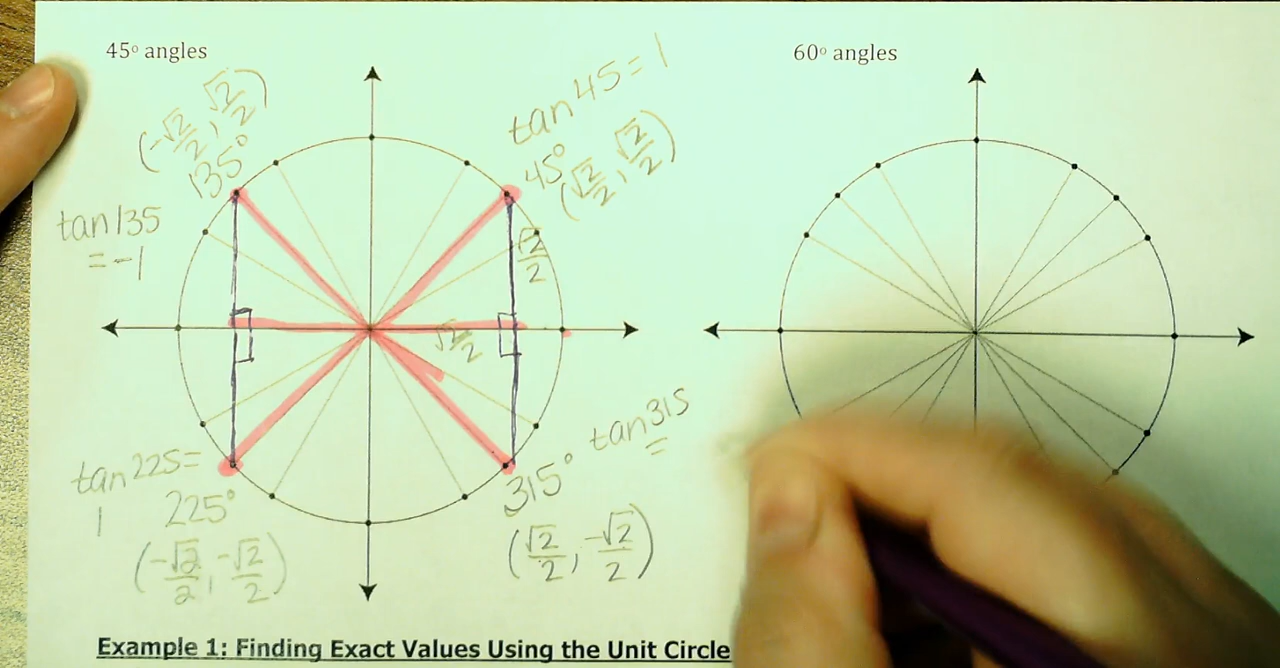 45° angles
60° angles
tan 45 = 1
(-√2/2, √2/2)
135°
45°
(√2/2, √2/2)
tan 135
= -1
√2/2
√2/2
tan 225 =
1
225°
(-√2/2, -√2/2)
tan 315
=
315°
(√2/2, -√2/2)
Example 1: Finding Exact Values Using the Unit Circle